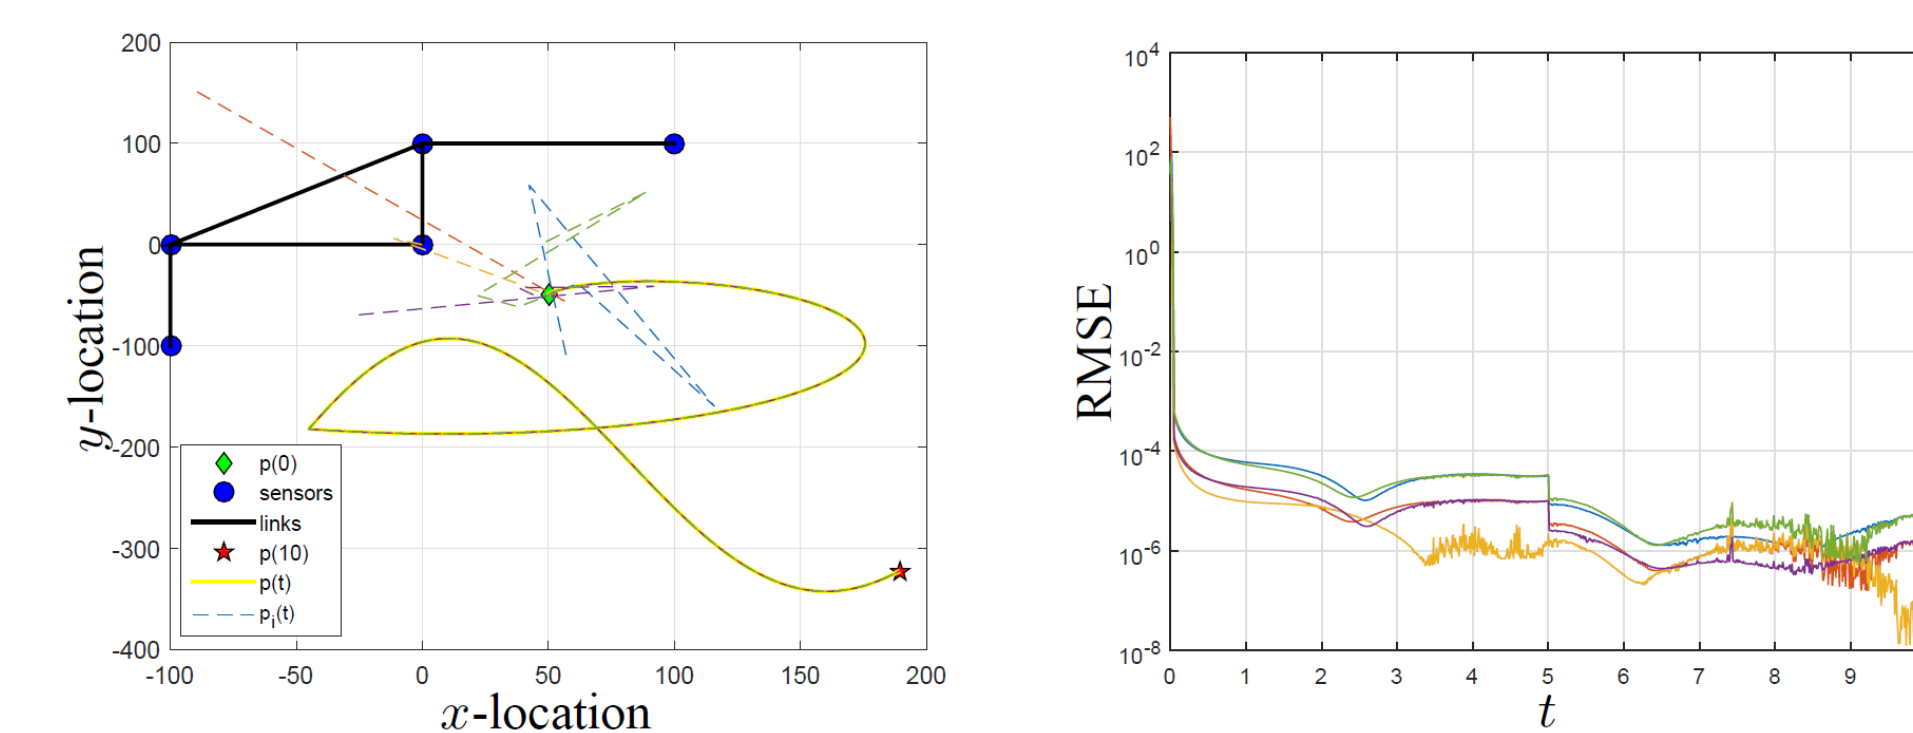 200
100
0
-100
-200
-300
-400
y-location
p(0)
sensors
links
p(10)
p(t)
p_i(t)
-100 -50 0 50 100 150 200
x-location
10^4
10^2
10^0
10^-2
10^-4
10^-6
10^-8
RMSE
0 1 2 3 4 5 6 7 8 9
t